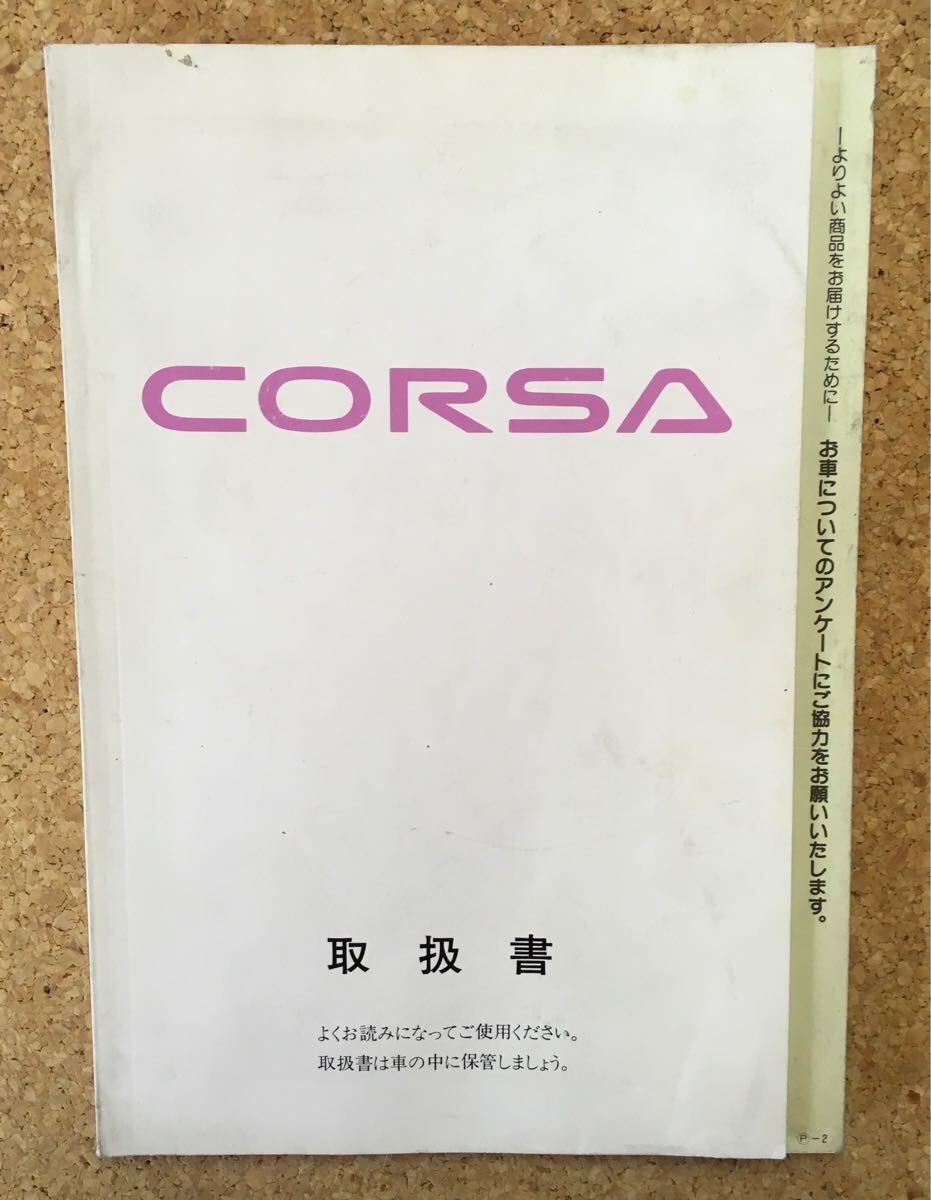 CORSA
取扱書
よくお読みになってご使用ください。
取扱書は車の中に保管しましょう。
―よりよい商品をお届けするために― お車についてのアンケートにご協力をお願いいたします。
Ⓟ-2